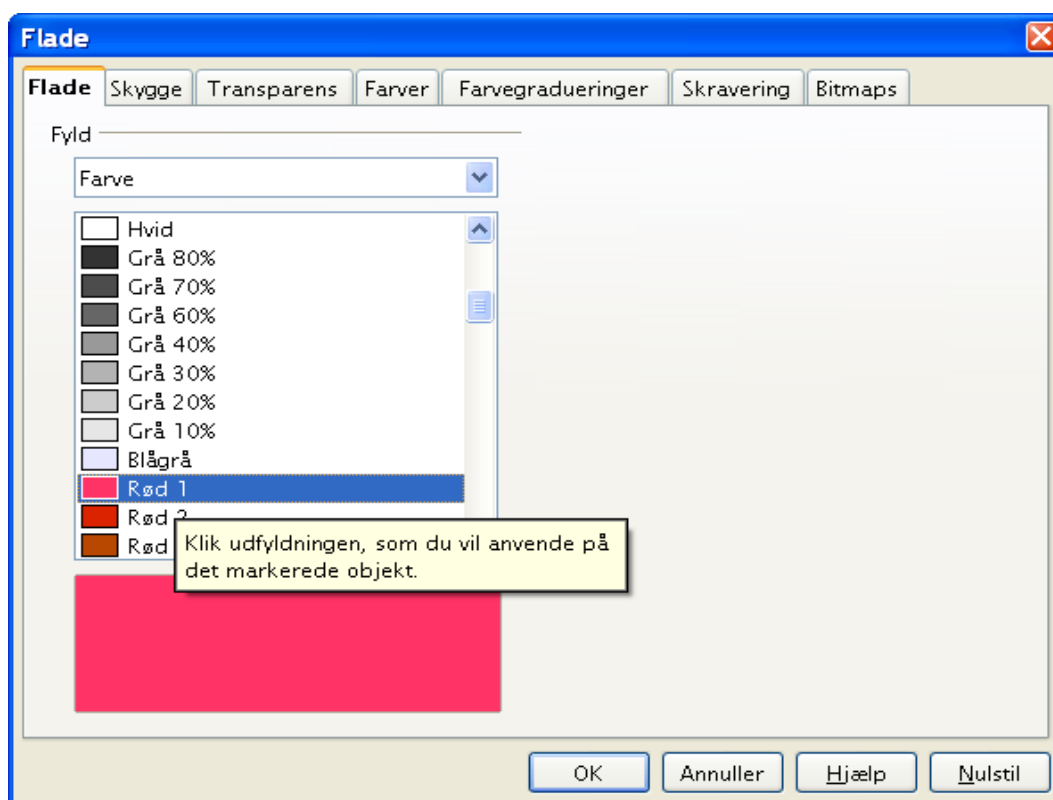 Flade
Flade Skygge Transparens Farver Farvegradueringer Skravering Bitmaps
Fyld
Farve
Hvid
Grå 80%
Grå 70%
Grå 60%
Grå 40%
Grå 30%
Grå 20%
Grå 10%
Blågrå
Rød 1
Rød 2
Rød
Klik udfyldningen, som du vil anvende på
det markerede objekt.
OK Annuller Hjælp Nulstil